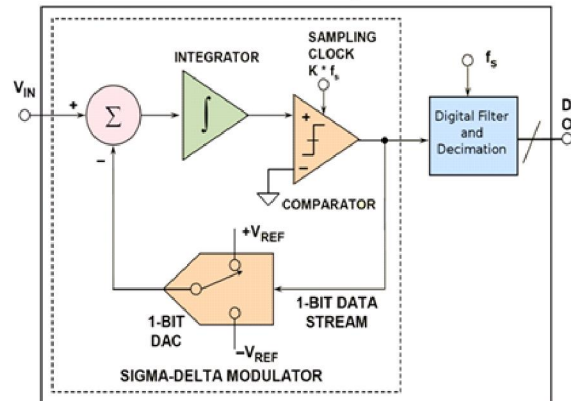 INTEGRATOR
SAMPLING
CLOCK
K * fs
fs
VIN
+
Σ
−
∫
+
−
COMPARATOR
Digital Filter
and
Decimation
D
O
+VREF
1-BIT
DAC
1-BIT DATA
STREAM
−VREF
SIGMA-DELTA MODULATOR